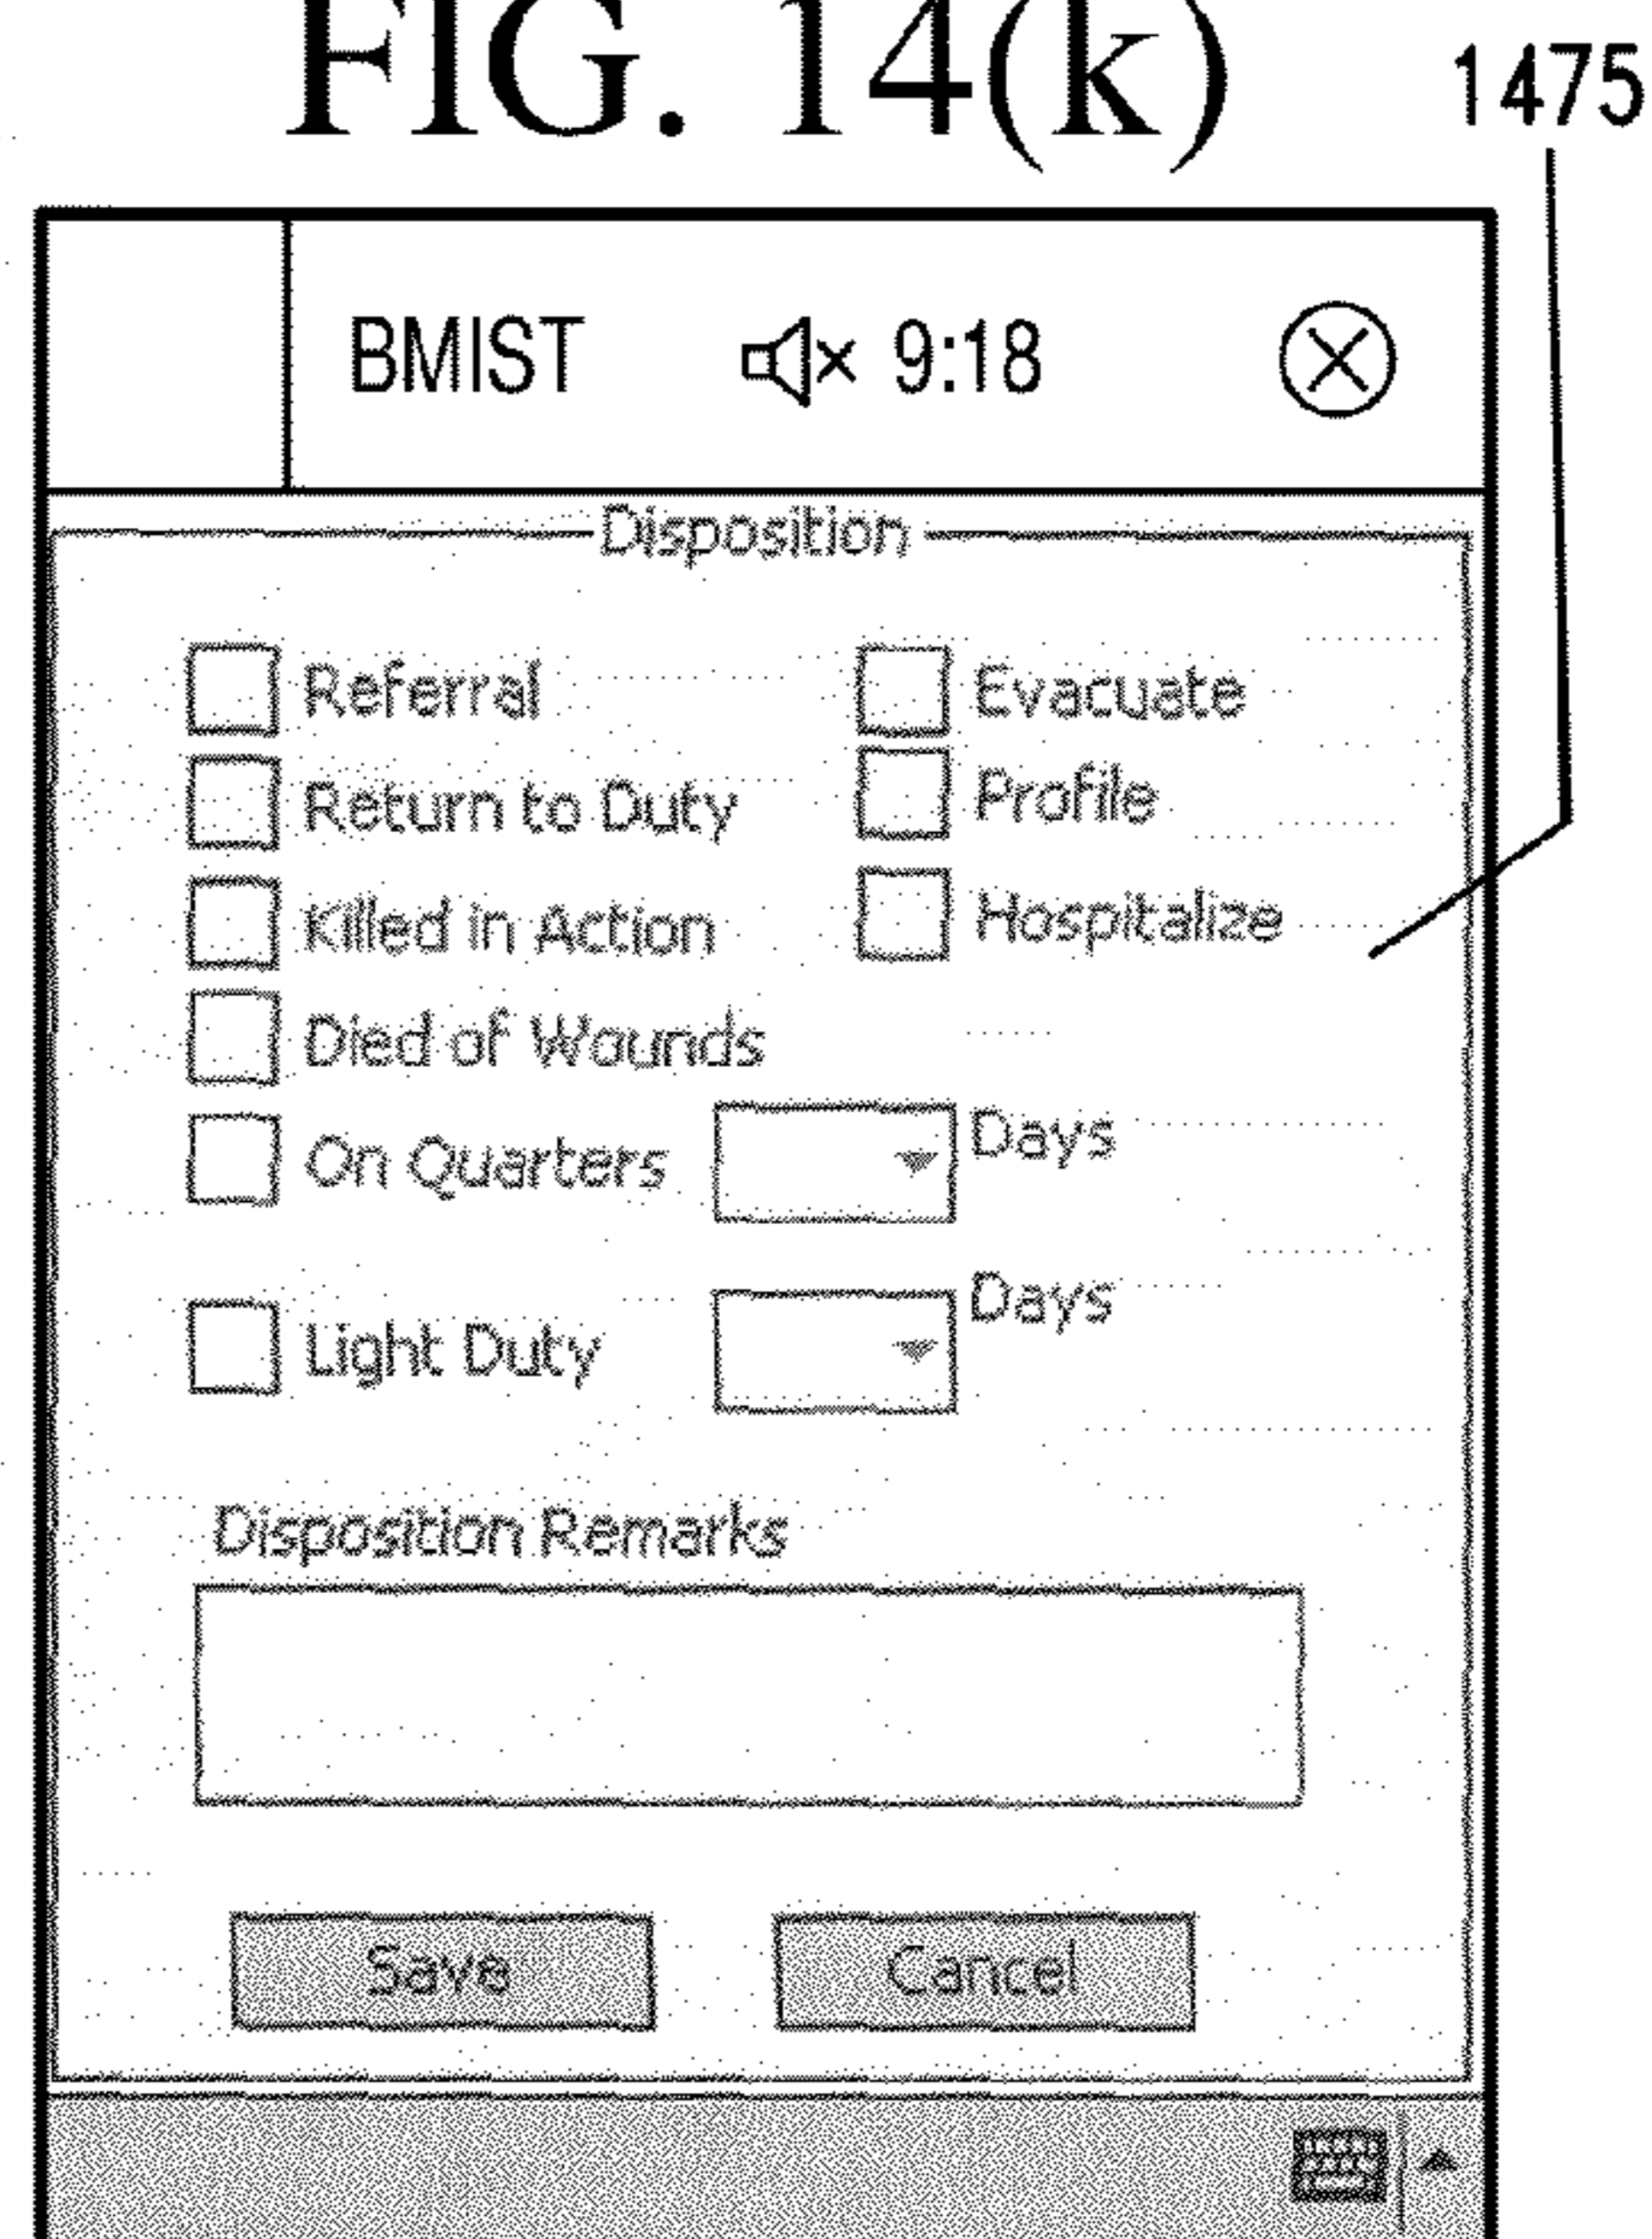 FIG. 14(k)
1475
BMIST 9:18
Disposition
Referral Evacuate
Return to Duty Profile
Killed in Action Hospitalize
Died of Wounds
On Quarters Days
Light Duty Days
Disposition Remarks
Save Cancel